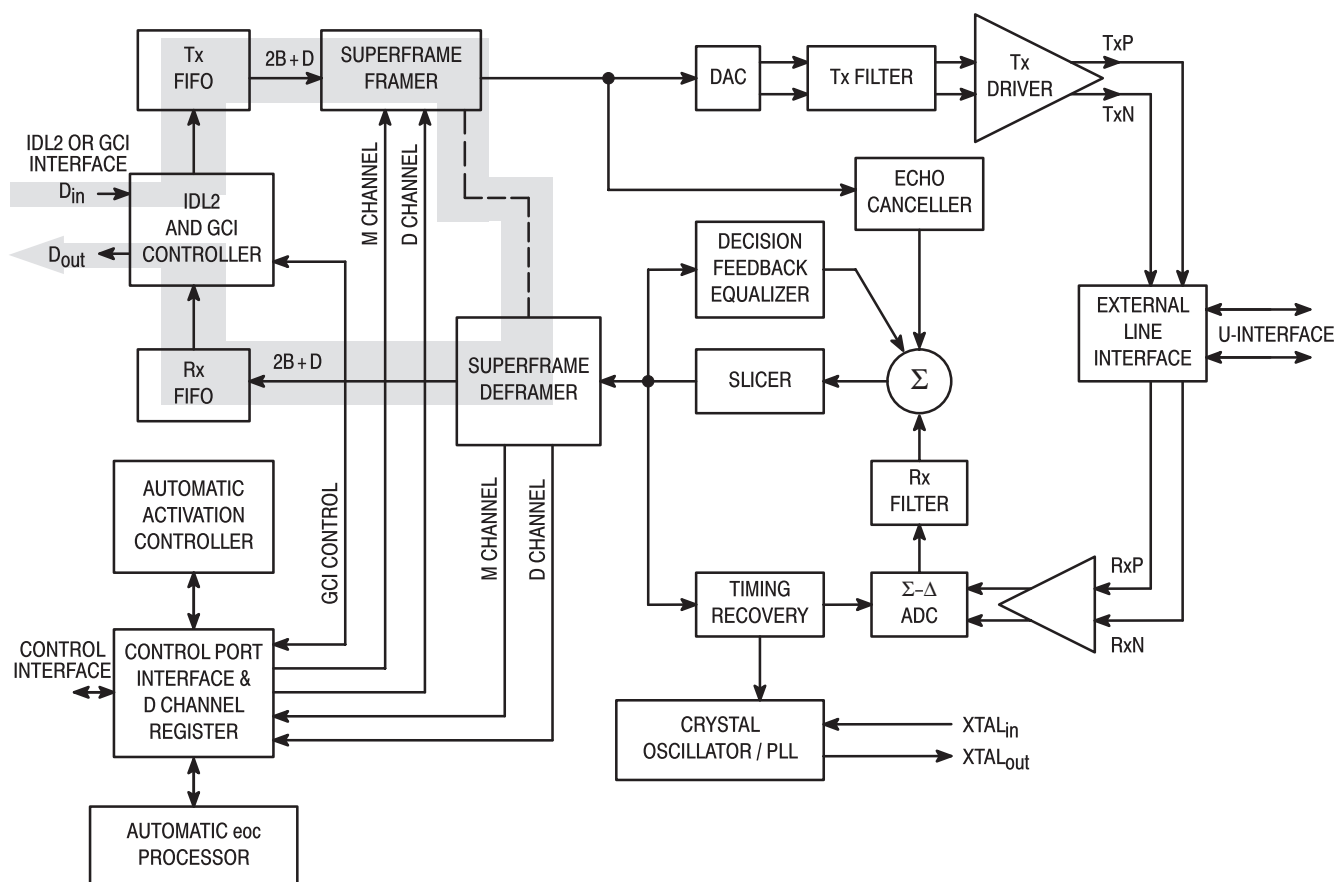 Tx
FIFO
2B+D
SUPERFRAME
FRAMER
DAC
Tx FILTER
Tx
DRIVER
TxP
TxN
IDL2 OR GCI
INTERFACE
Din
Dout
IDL2
AND GCI
CONTROLLER
M CHANNEL
D CHANNEL
ECHO
CANCELLER
DECISION
FEEDBACK
EQUALIZER
EXTERNAL
LINE
INTERFACE
U-INTERFACE
Rx
FIFO
2B+D
SUPERFRAME
DEFRAMER
SLICER
Σ
Rx
FILTER
AUTOMATIC
ACTIVATION
CONTROLLER
GCI CONTROL
M CHANNEL
D CHANNEL
TIMING
RECOVERY
Σ–Δ
ADC
RxP
RxN
CONTROL
INTERFACE
CONTROL PORT
INTERFACE &
D CHANNEL
REGISTER
CRYSTAL
OSCILLATOR / PLL
XTALin
XTALout
AUTOMATIC eoc
PROCESSOR